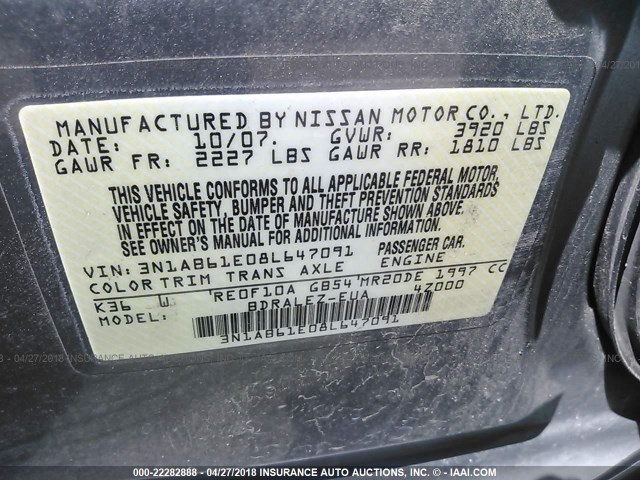 MANUFACTURED BY NISSAN MOTOR CO., LTD.
DATE: 10/07. GVWR: 3920 LBS
GAWR FR: 2227 LBS GAWR RR: 1810 LBS
THIS VEHICLE CONFORMS TO ALL APPLICABLE FEDERAL MOTOR
VEHICLE SAFETY, BUMPER AND THEFT PREVENTION STANDARDS
IN EFFECT ON THE DATE OF MANUFACTURE SHOWN ABOVE.
SEE OWNER'S MANUAL FOR ADDITIONAL INFORMATION.
VIN: 3N1AB61E08L647091 PASSENGER CAR.
COLOR TRIM TRANS AXLE ENGINE
K36 W RE0F10A GB54 MR20DE 1997 CC
MODEL: BDRALEZ-EUA 4Z000
3N1AB61E08L647091
000-22282888 - 04/27/2018 - INSURANCE AUTO AUCTIONS, INC. - © - IAAI.COM